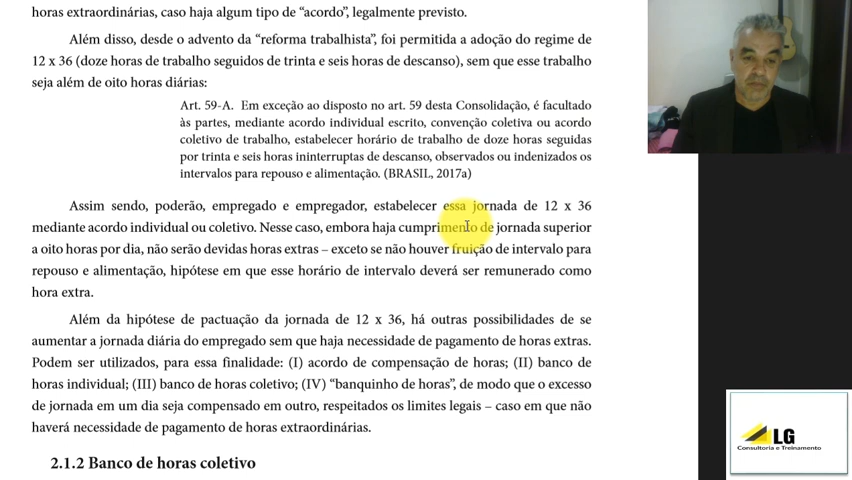 horas extraordinárias, caso haja algum tipo de “acordo”, legalmente previsto.
Além disso, desde o advento da “reforma trabalhista”, foi permitida a adoção do regime de
12 x 36 (doze horas de trabalho seguidos de trinta e seis horas de descanso), sem que esse trabalho
seja além de oito horas diárias:
Art. 59-A. Em exceção ao disposto no art. 59 desta Consolidação, é facultado
às partes, mediante acordo individual escrito, convenção coletiva ou acordo
coletivo de trabalho, estabelecer horário de trabalho de doze horas seguidas
por trinta e seis horas ininterruptas de descanso, observados ou indenizados os
intervalos para repouso e alimentação. (BRASIL, 2017a)
Assim sendo, poderão, empregado e empregador, estabelecer essa jornada de 12 x 36
mediante acordo individual ou coletivo. Nesse caso, embora haja cumprimento de jornada superior
a oito horas por dia, não serão devidas horas extras – exceto se não houver fruição de intervalo para
repouso e alimentação, hipótese em que esse horário de intervalo deverá ser remunerado como
hora extra.
Além da hipótese de pactuação da jornada de 12 x 36, há outras possibilidades de se
aumentar a jornada diária do empregado sem que haja necessidade de pagamento de horas extras.
Podem ser utilizados, para essa finalidade: (I) acordo de compensação de horas; (II) banco de
horas individual; (III) banco de horas coletivo; (IV) “banquinho de horas”, de modo que o excesso
de jornada em um dia seja compensado em outro, respeitados os limites legais – caso em que não
haverá necessidade de pagamento de horas extraordinárias.
2.1.2 Banco de horas coletivo
LG
Consultoria e Treinamento